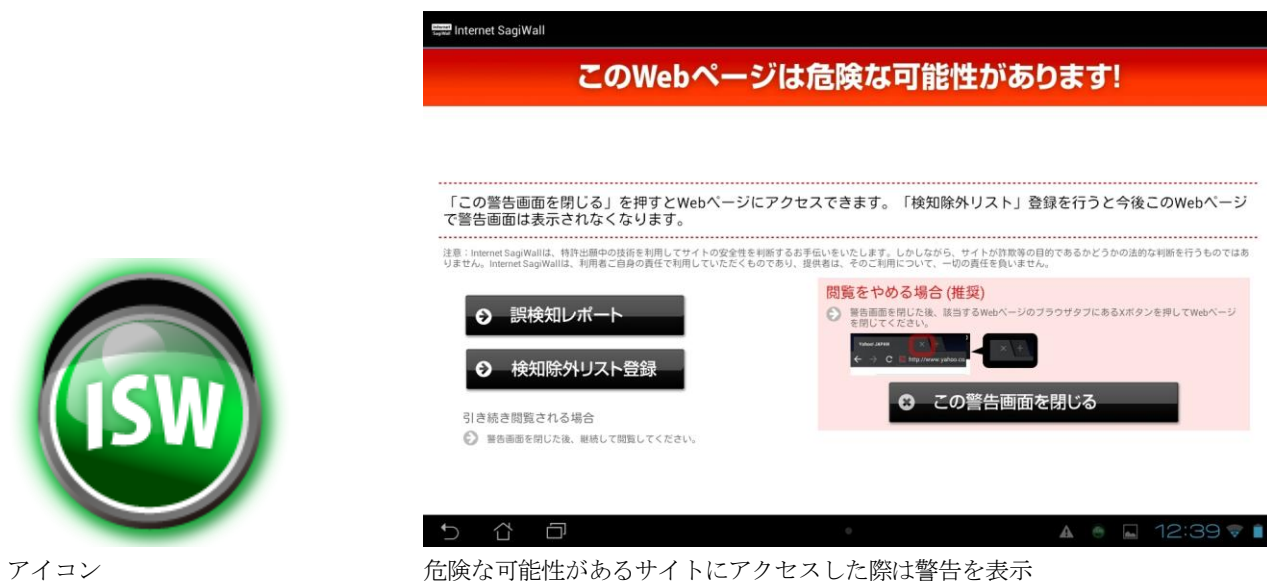 Internet SagiWall
このWebページは危険な可能性があります!
「この警告画面を閉じる」を押すとWebページにアクセスできます。「検知除外リスト」登録を行うと今後このWebページ
で警告画面は表示されなくなります。
注意：Internet SagiWallは、特許出願中の技術を利用してサイトの安全性を判断するお手伝いをいたします。しかしながら、サイトが詐欺等の目的であるかどうかの法的な判断を行うものではあ
りません。Internet SagiWallは、利用者ご自身の責任で利用していただくものであり、提供者は、そのご利用について、一切の責任を負いません。
誤検知レポート
検知除外リスト登録
引き続き閲覧される場合
警告画面を閉じた後、継続して閲覧してください。
閲覧をやめる場合 (推奨)
警告画面を閉じた後、該当するWebページのブラウザタブにあるXボタンを押してWebページ
を閉じてください。
Yahoo! JAPAN
http://www.yahoo.co
この警告画面を閉じる
12:39
ISW
アイコン
危険な可能性があるサイトにアクセスした際は警告を表示